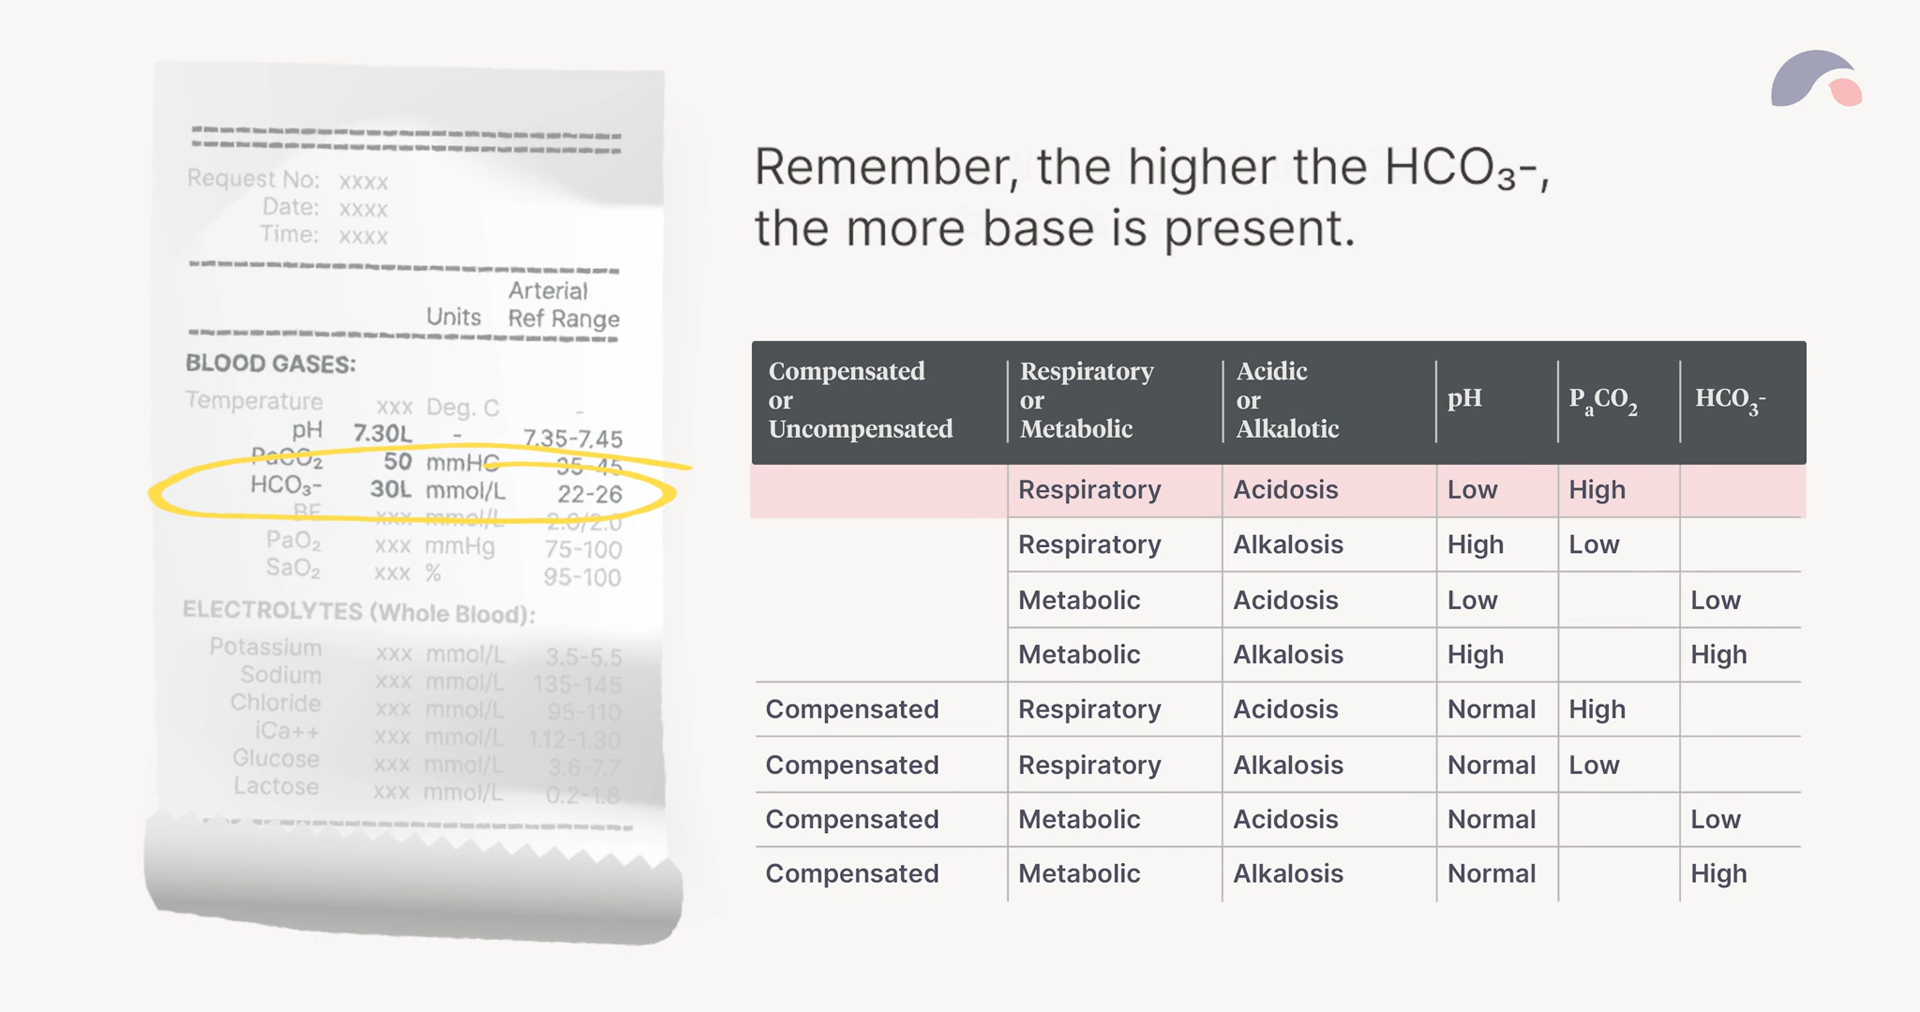 Request No: xxxx
Date: xxxx
Time: xxxx
Arterial
Units Ref Range
BLOOD GASES:
Temperature xxx Deg. C -
pH 7.30L - 7.35-7.45
PaCO₂ 50 mmHG 35-45
HCO₃- 30L mmol/L 22-26
BE xxx mmol/L 2.0/2.0
PaO₂ xxx mmHg 75-100
SaO₂ xxx % 95-100
ELECTROLYTES (Whole Blood):
Potassium xxx mmol/L 3.5-5.5
Sodium xxx mmol/L 135-145
Chloride xxx mmol/L 95-110
iCa++ xxx mmol/L 1.12-1.30
Glucose xxx mmol/L 3.6-7.7
Lactose xxx mmol/L 0.2-1.8
Remember, the higher the HCO₃-,
the more base is present.
Compensated or Uncompensated Respiratory or Metabolic Acidic or Alkalotic pH PₐCO₂ HCO₃-
Respiratory Acidosis Low High
Respiratory Alkalosis High Low
Metabolic Acidosis Low Low
Metabolic Alkalosis High High
Compensated Respiratory Acidosis Normal High
Compensated Respiratory Alkalosis Normal Low
Compensated Metabolic Acidosis Normal Low
Compensated Metabolic Alkalosis Normal High